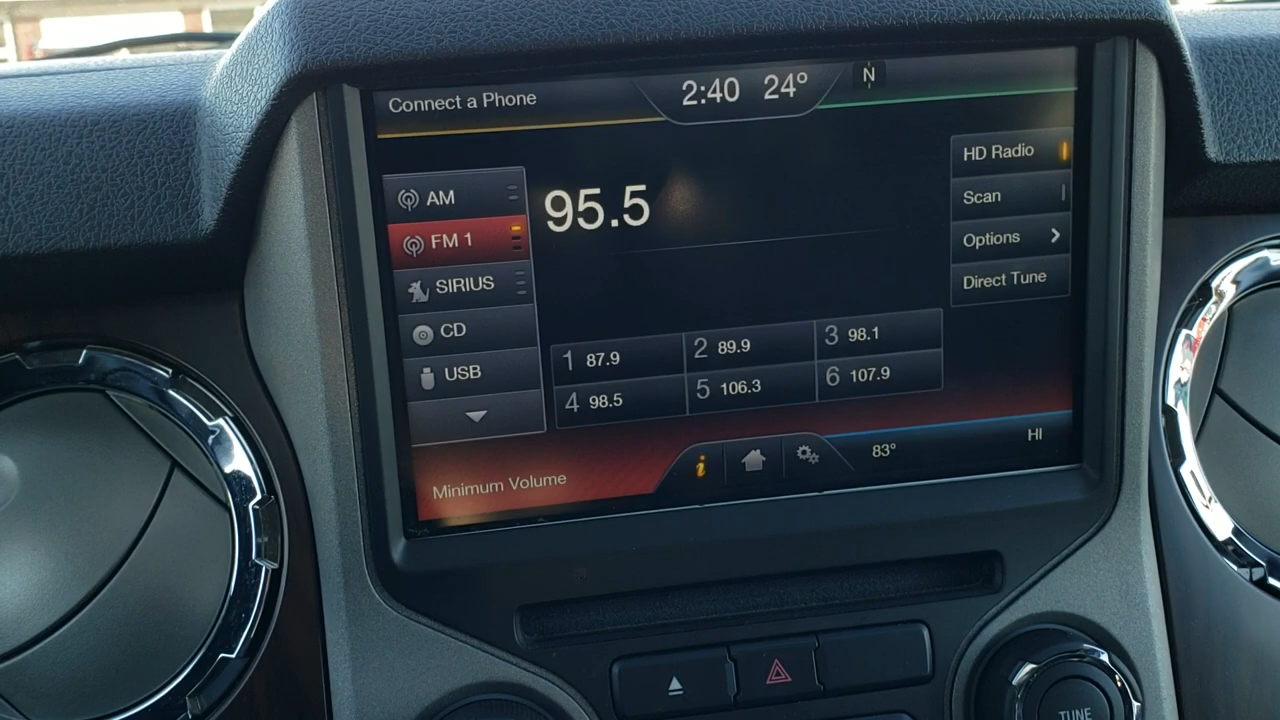 Connect a Phone
2:40 24°
N
AM
FM 1
SIRIUS
CD
USB
95.5
HD Radio
Scan
Options
Direct Tune
1 87.9
2 89.9
3 98.1
4 98.5
5 106.3
6 107.9
Minimum Volume
i
83°
HI
TUNE